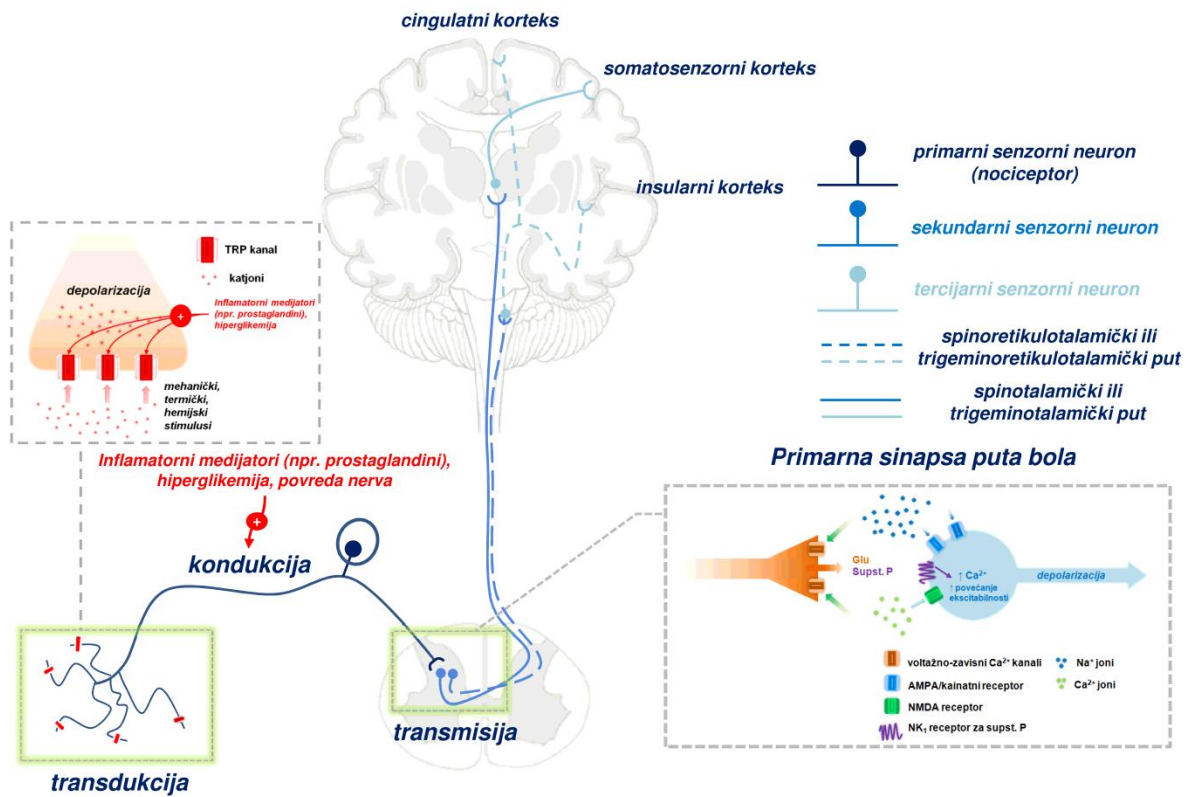 cingulatni korteks
somatosenzorni korteks
insularni korteks
primarni senzorni neuron
(nociceptor)
sekundarni senzorni neuron
tercijarni senzorni neuron
spinoretikulotalamički ili
trigeminoretikulotalamički put
spinotalamički ili
trigeminotalamički put
TRP kanal
katjoni
depolarizacija
Inflamatorni medijatori
(npr. prostaglandini),
hiperglikemija
+
mehanički,
termički,
hemijski
stimulusi
Inflamatorni medijatori (npr. prostaglandini),
hiperglikemija, povreda nerva
+
kondukcija
transdukcija
transmisija
Primarna sinapsa puta bola
Glu
Supst. P
↑ Ca²⁺
↑ povećanje
ekscitabilnosti
depolarizacija
voltažno-zavisni Ca²⁺ kanali
AMPA/kainatni receptor
NMDA receptor
NK₁ receptor za supst. P
Na⁺ joni
Ca²⁺ joni